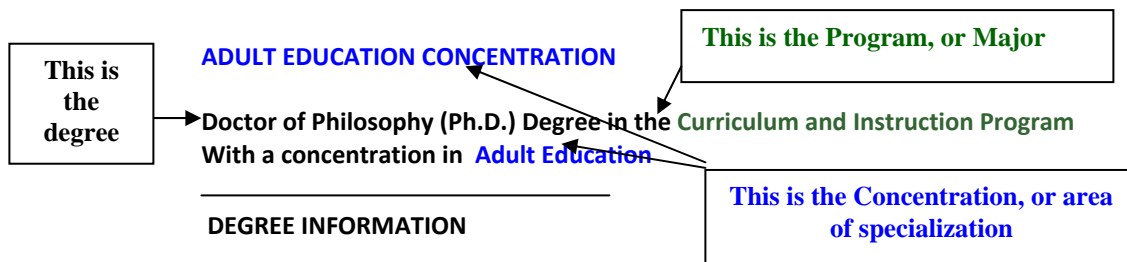 This is the Program, or Major
ADULT EDUCATION CONCENTRATION
This is
the
degree
Doctor of Philosophy (Ph.D.) Degree in the Curriculum and Instruction Program
With a concentration in Adult Education
This is the Concentration, or area
of specialization
DEGREE INFORMATION